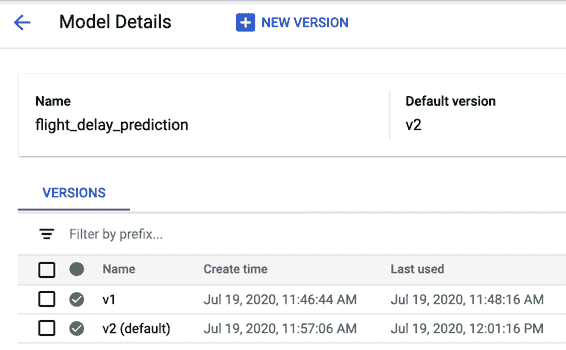 Model Details NEW VERSION
Name Default version
flight_delay_prediction v2
VERSIONS
Filter by prefix...
Name Create time Last used
v1 Jul 19, 2020, 11:46:44 AM Jul 19, 2020, 11:48:16 AM
v2 (default) Jul 19, 2020, 11:57:06 AM Jul 19, 2020, 12:01:16 PM